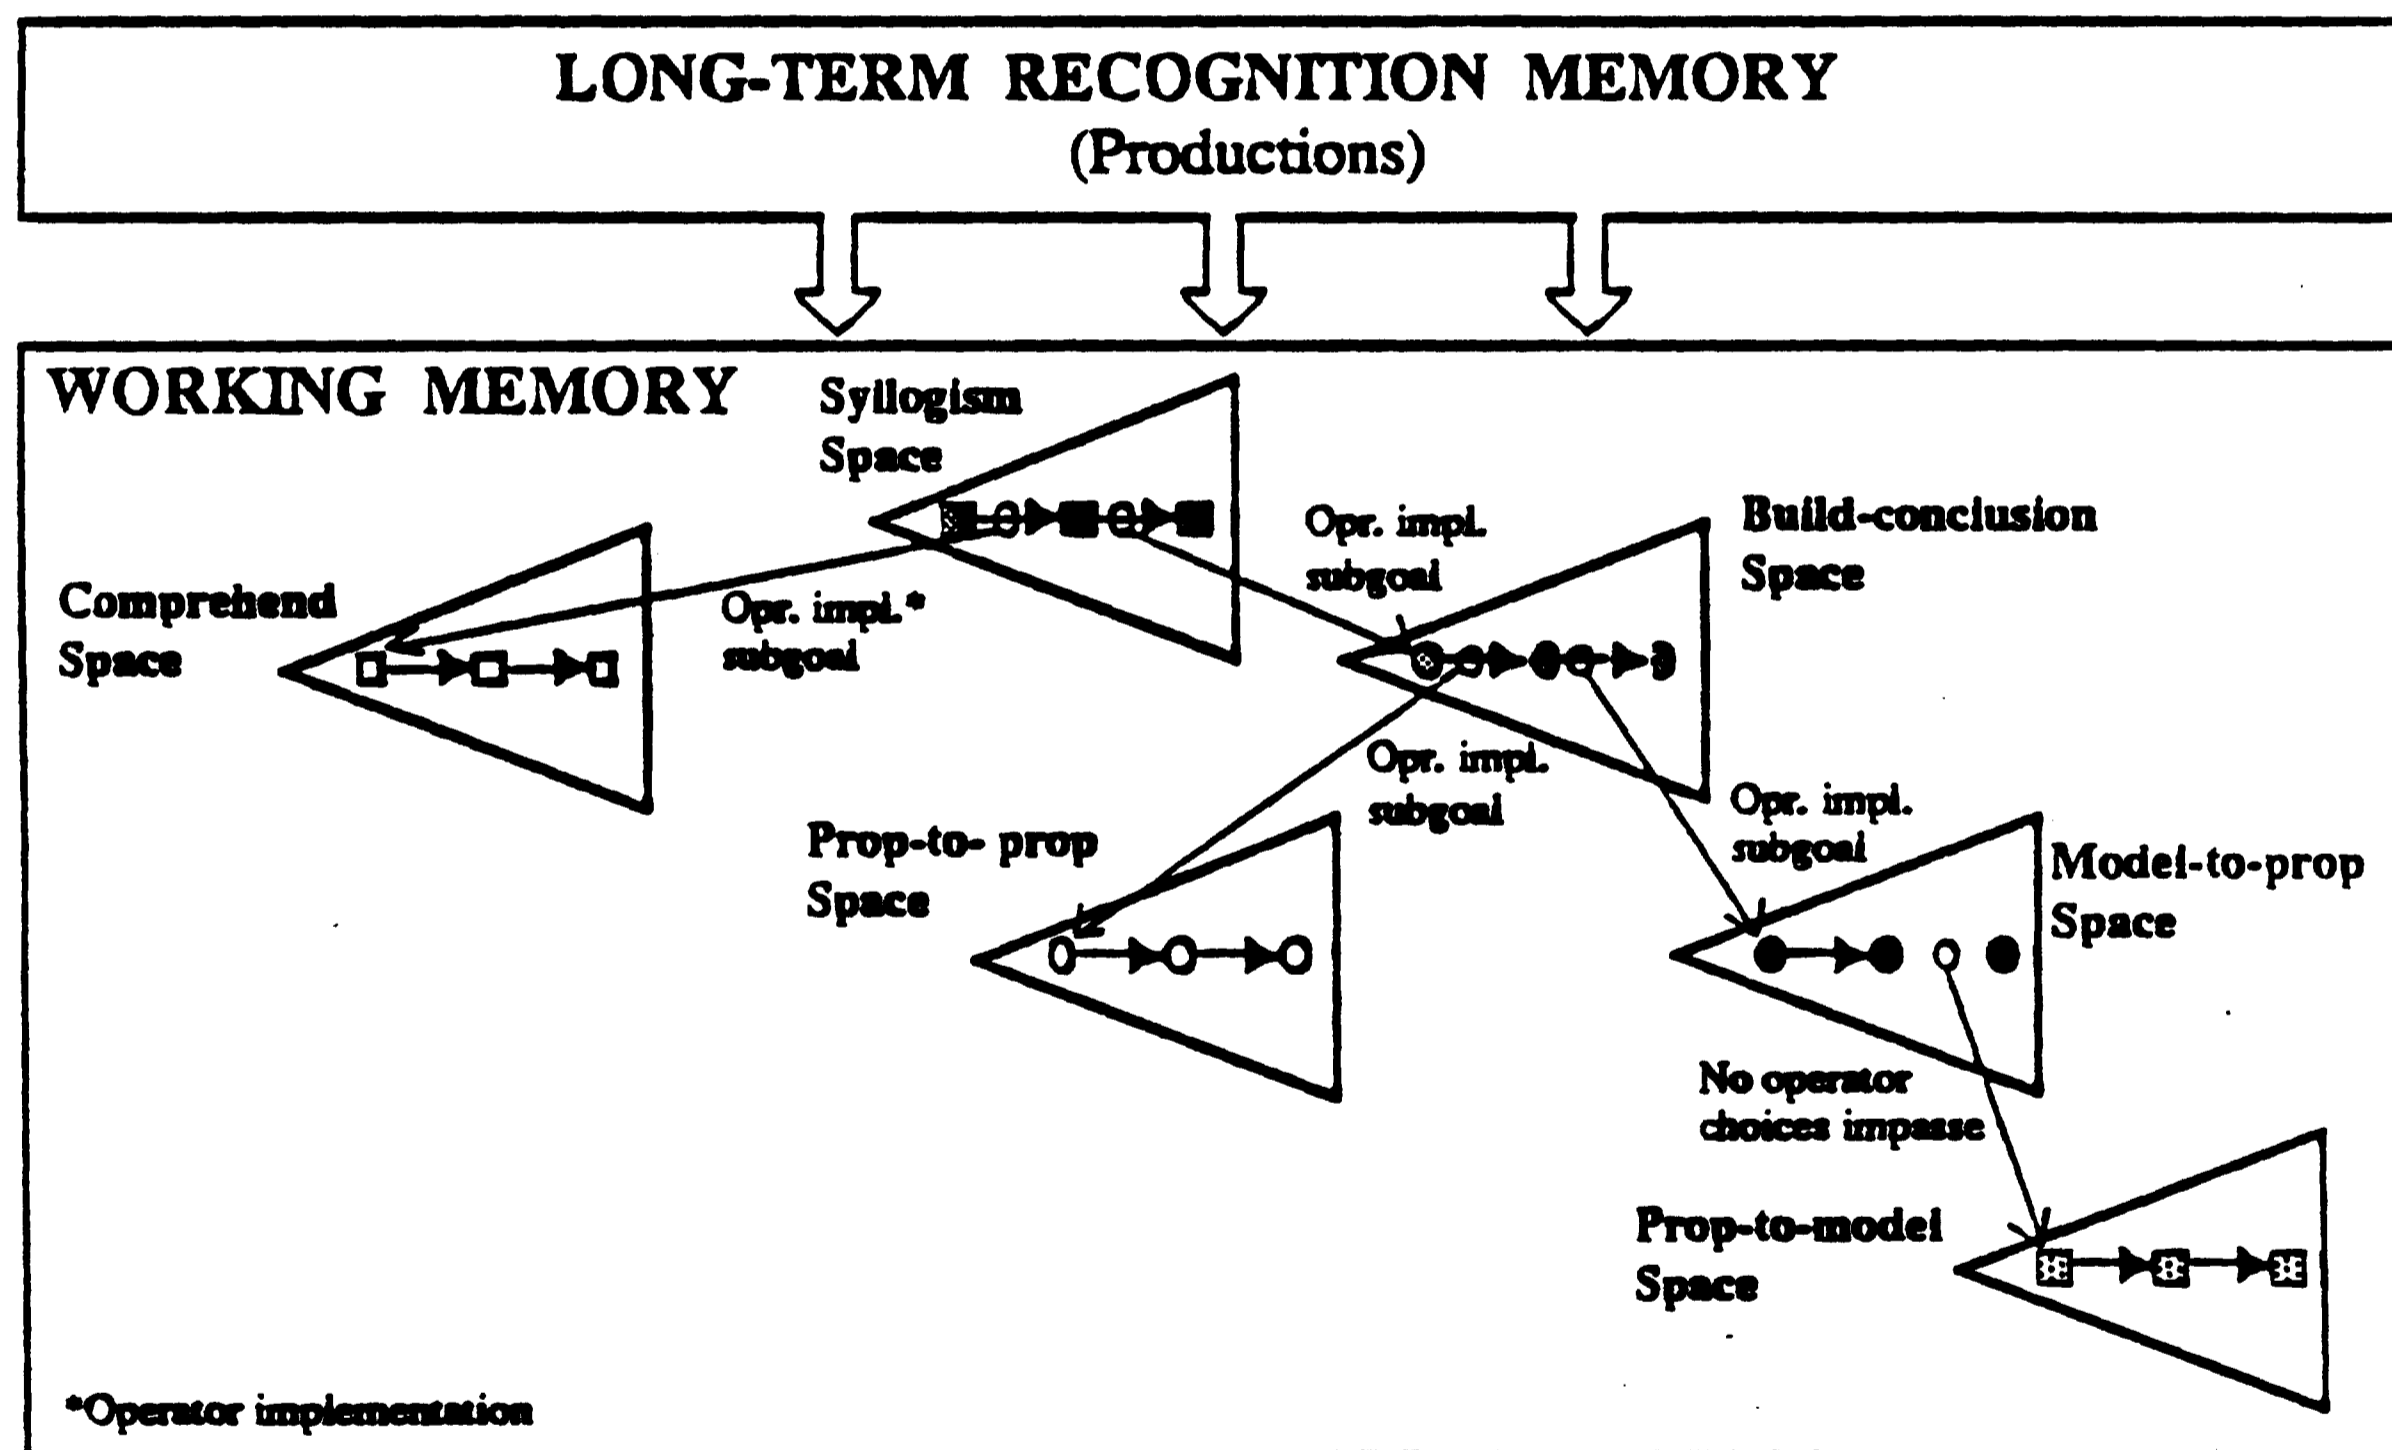 LONG-TERM RECOGNITION MEMORY
(Productions)
WORKING MEMORY
Syllogism
Space
Opr. impl.
subgoal
Build-conclusion
Space
Comprehend
Space
Opr. impl.*
subgoal
Opr. impl.
subgoal
Opr. impl.
subgoal
Prop-to- prop
Space
Model-to-prop
Space
No operator
choices impasse
Prop-to-model
Space
*Operator implementation